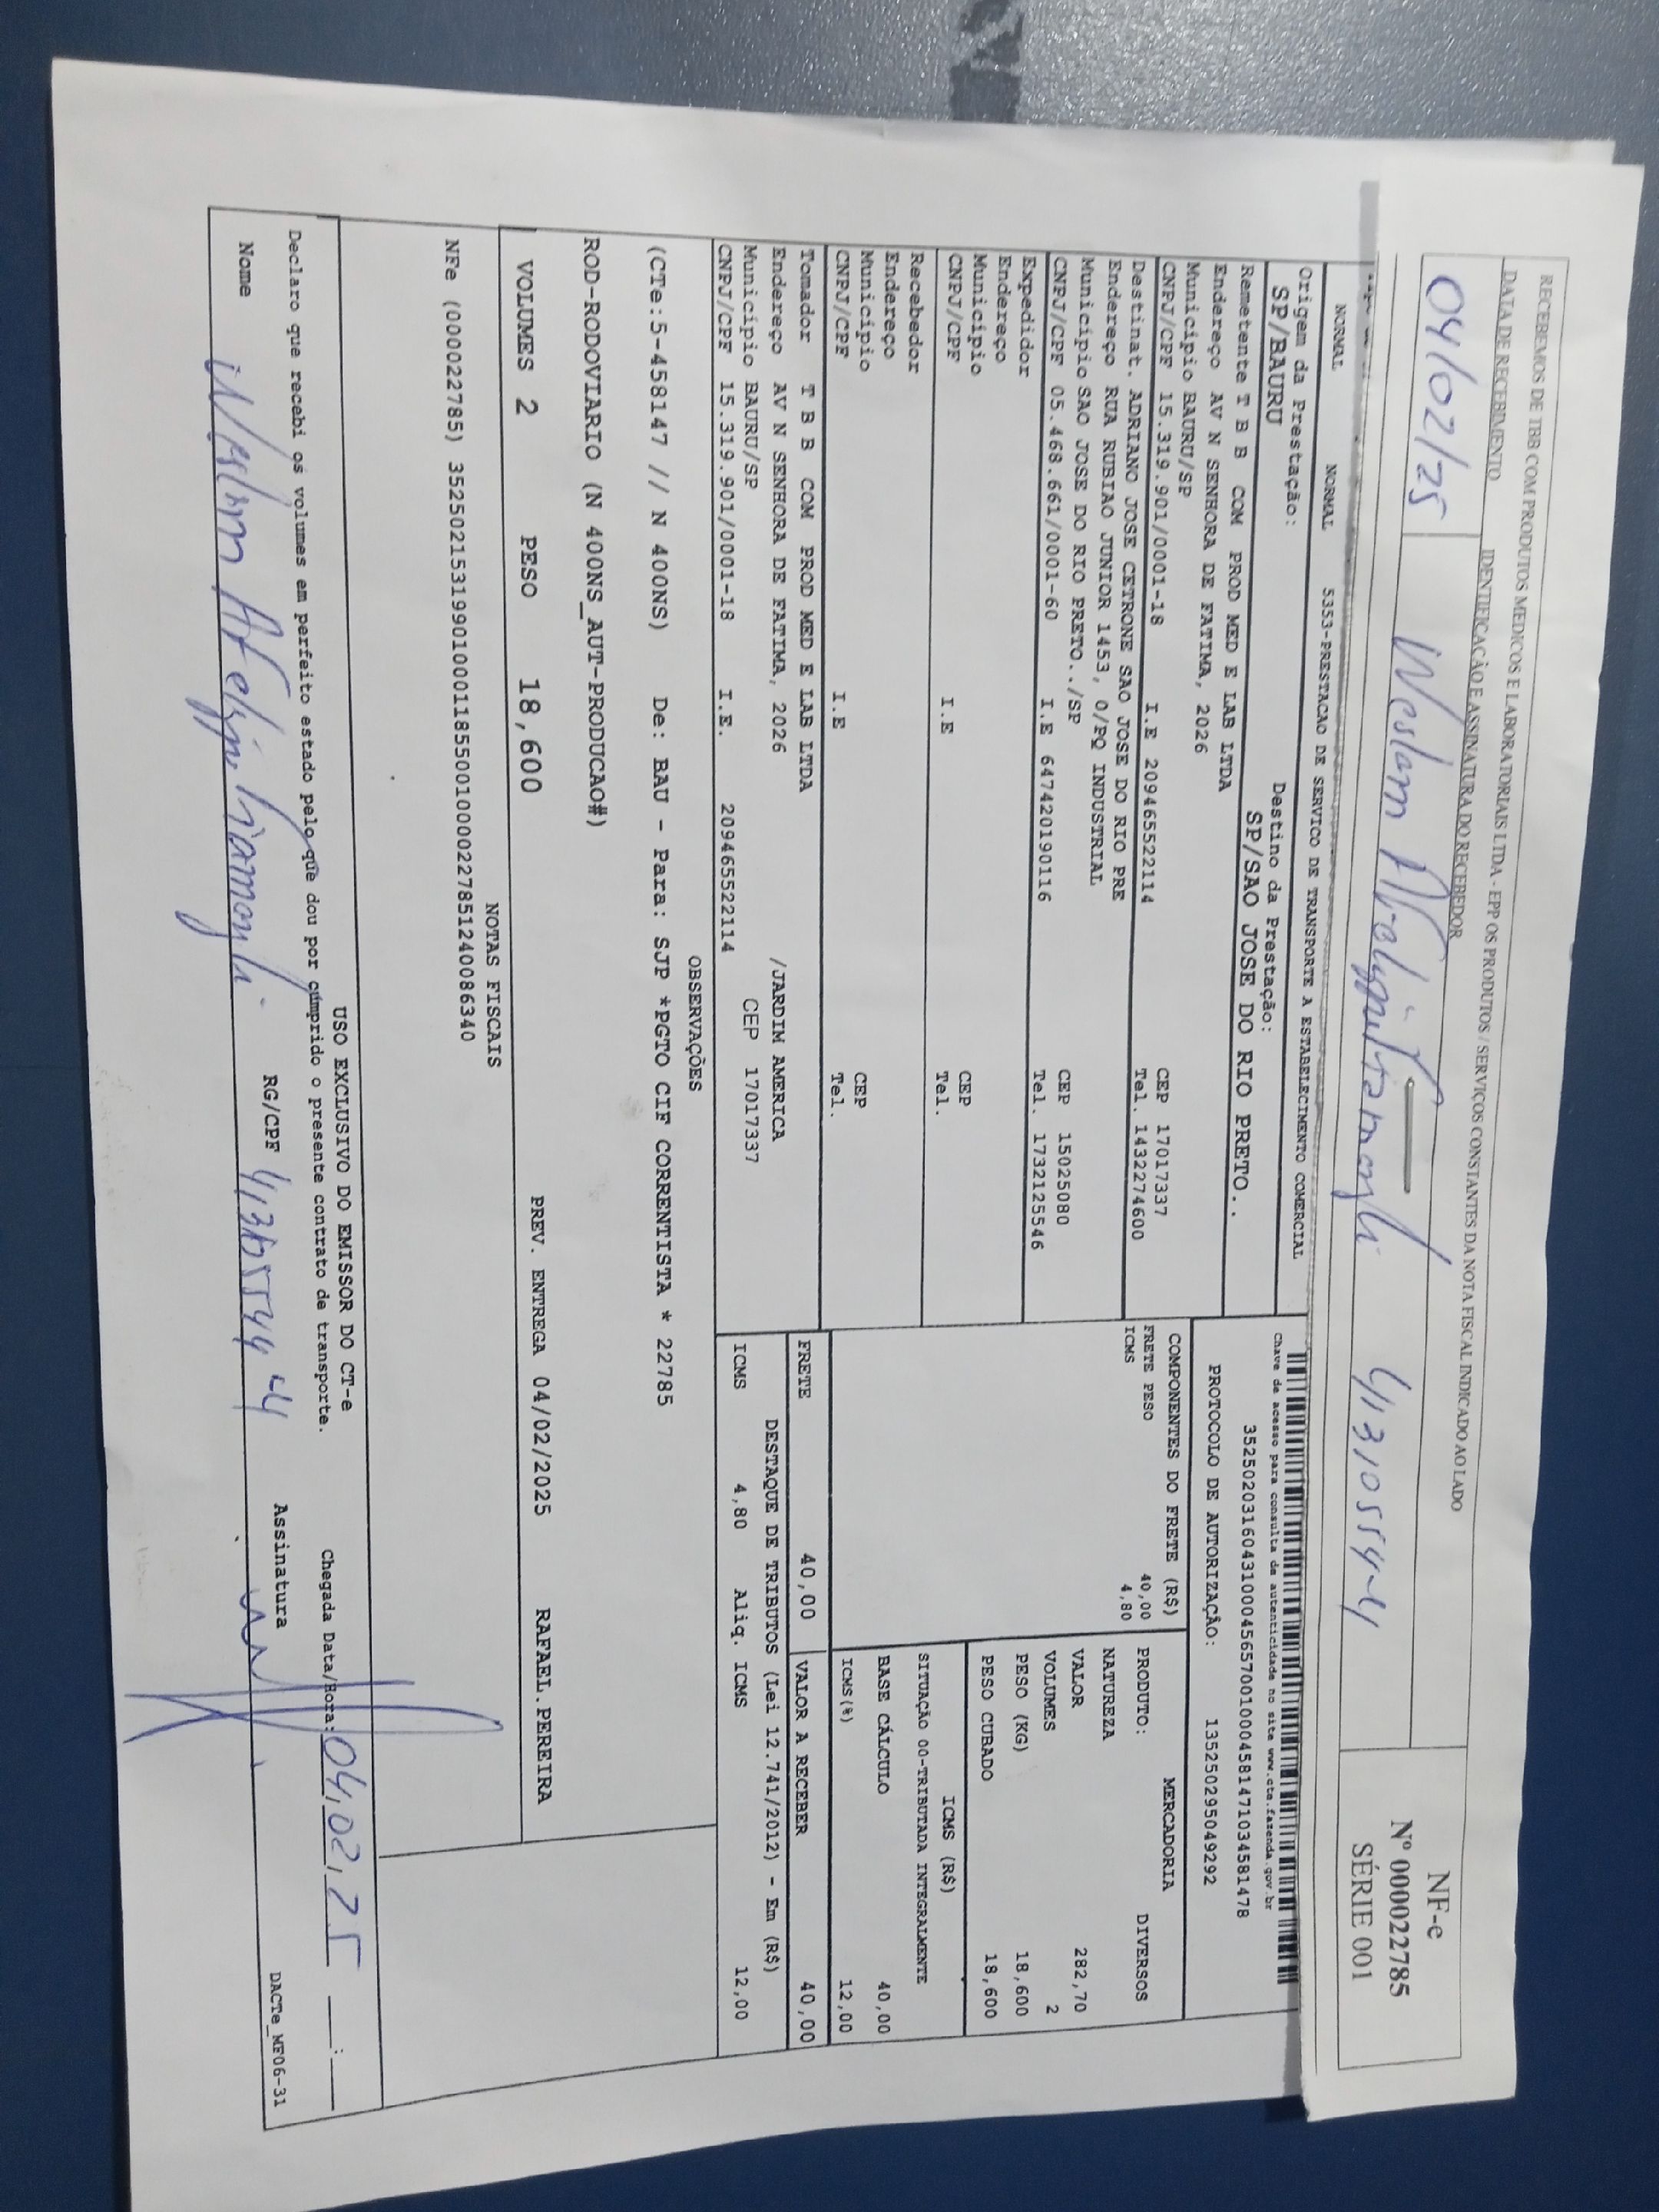 RECEBEMOS DE TBB COM PRODUTOS MEDICOS E LABORATORIAIS LTDA - EPP OS PRODUTOS / SERVIÇOS CONSTANTES DA NOTA FISCAL INDICADO AO LADO
DATA DE RECEBIMENTO
IDENTIFICAÇÃO E ASSINATURA DO RECEBEDOR
04/02/25
NF-e
Nº 000022785
SÉRIE 001
NORMAL NORMAL 5353-PRESTACAO DE SERVICO DE TRANSPORTE A ESTABELECIMENTO COMERCIAL
Origem da Prestação: Destino da Prestação:
SP/BAURU SP/SAO JOSE DO RIO PRETO..
Chave de acesso para consulta de autenticidade no site www.cte.fazenda.gov.br
35250203160431000456570010004581471034581478
PROTOCOLO DE AUTORIZAÇÃO: 135250295049292
Remetente T B B COM PROD MED E LAB LTDA
Endereço AV N SENHORA DE FATIMA, 2026
Município BAURU/SP CEP 17017337
CNPJ/CPF 15.319.901/0001-18 I.E 209465522114 Tel. 1432274600
Destinat. ADRIANO JOSE CETRONE SAO JOSE DO RIO PRE
Endereço RUA RUBIAO JUNIOR 1453, 0/PQ INDUSTRIAL
Município SAO JOSE DO RIO PRETO../SP CEP 15025080
CNPJ/CPF 05.468.661/0001-60 I.E 647420190116 Tel. 1732125546
Expedidor
Endereço
Município CEP
CNPJ/CPF I.E Tel.
Recebedor
Endereço
Município CEP
CNPJ/CPF I.E Tel.
COMPONENTES DO FRETE (R$)
FRETE PESO 40,00
ICMS 4,80
MERCADORIA
PRODUTO: DIVERSOS
NATUREZA
VALOR 282,70
VOLUMES 2
PESO (KG) 18,600
PESO CUBADO 18,600
ICMS (R$)
SITUAÇÃO 00-TRIBUTADA INTEGRALMENTE
BASE CÁLCULO 40,00
ICMS(%) 12,00
Tomador T B B COM PROD MED E LAB LTDA
Endereço AV N SENHORA DE FATIMA, 2026 /JARDIM AMERICA
Município BAURU/SP CEP 17017337
CNPJ/CPF 15.319.901/0001-18 I.E. 209465522114
FRETE 40,00 VALOR A RECEBER 40,00
DESTAQUE DE TRIBUTOS (Lei 12.741/2012) - Em (R$)
ICMS 4,80 Aliq. ICMS 12,00
OBSERVAÇÕES
(CTe:5-458147 // N 400NS) De: BAU - Para: SJP *PGTO CIF CORRENTISTA * 22785
ROD-RODOVIARIO (N 400NS_AUT-PRODUCAO#)
VOLUMES 2 PESO 18,600 PREV. ENTREGA 04/02/2025 RAFAEL.PEREIRA
NOTAS FISCAIS
NFe (000022785) 35250215319901000118550010000227851240086340
USO EXCLUSIVO DO EMISSOR DO CT-e
Declaro que recebi os volumes em perfeito estado pelo que dou por cumprido o presente contrato de transporte.
Chegada Data/Hora: 04,02,25 __:__
Nome RG/CPF Assinatura
DACTe_MF06-31